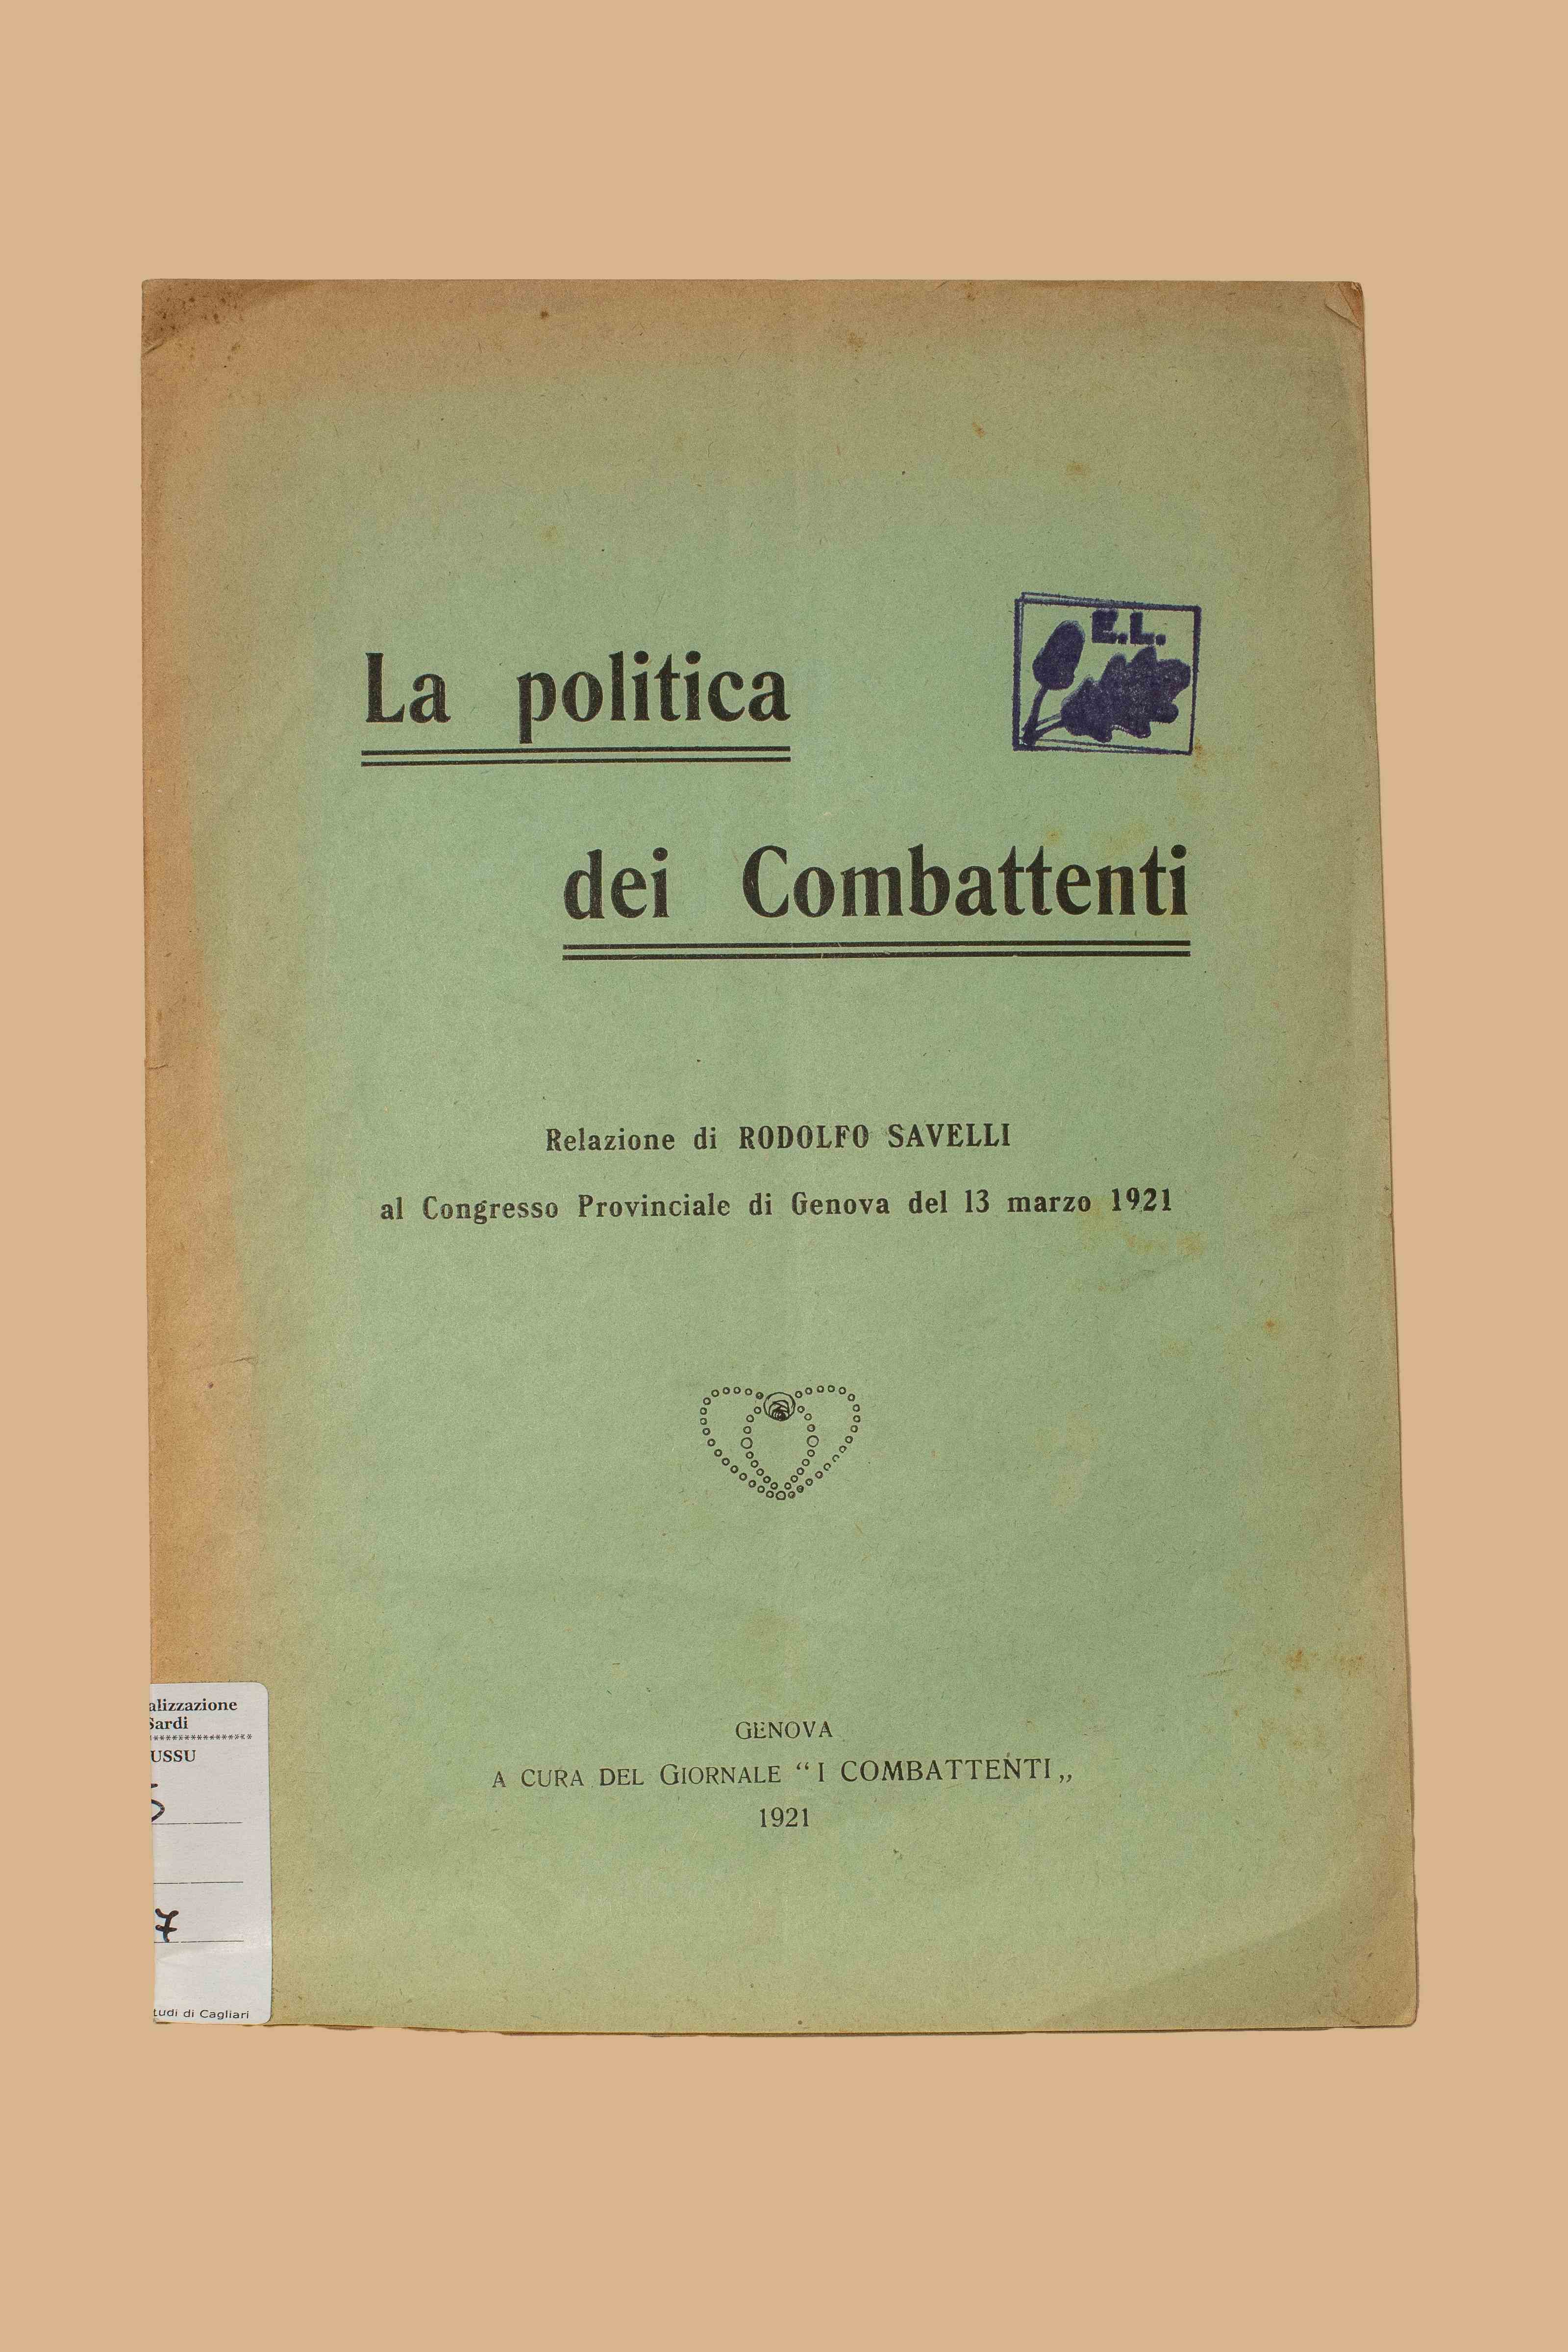 E.L.
La politica
dei Combattenti
Relazione di RODOLFO SAVELLI
al Congresso Provinciale di Genova del 13 marzo 1921
GENOVA
A CURA DEL GIORNALE “I COMBATTENTI„
1921
alizzazione
Sardi
****************
USSU
7
tudi di Cagliari